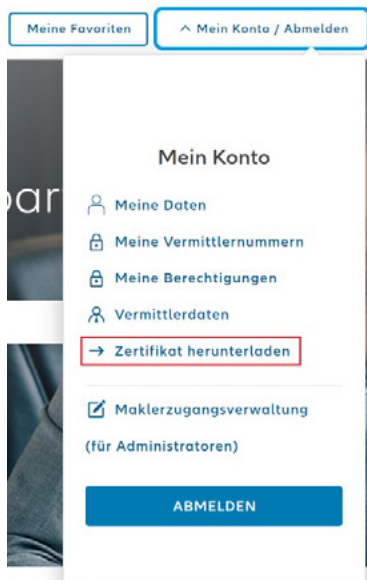 Meine Favoriten
Mein Konto / Abmelden
Mein Konto
Meine Daten
Meine Vermittlernummern
Meine Berechtigungen
Vermittlerdaten
→ Zertifikat herunterladen
Maklerzugangsverwaltung
(für Administratoren)
ABMELDEN